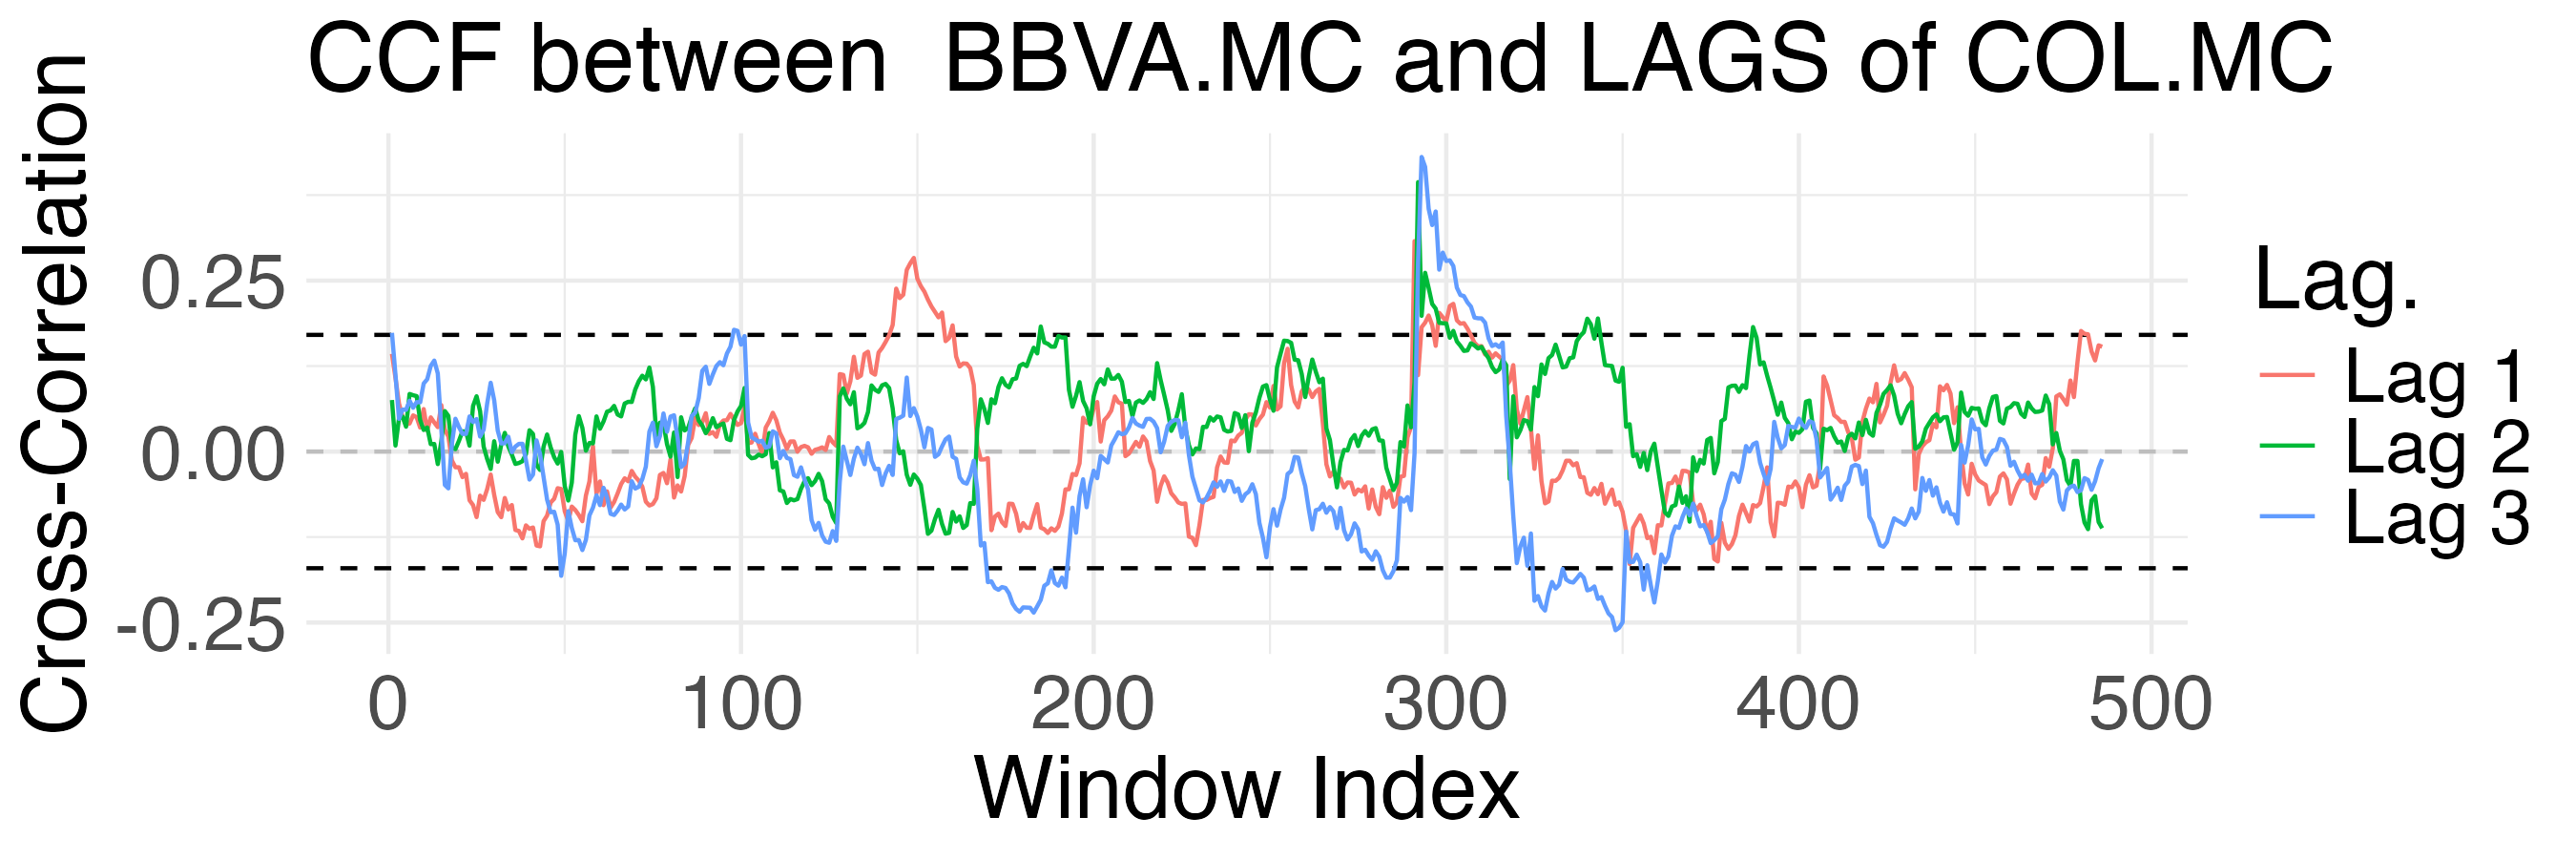 CCF between  BBVA.MC and LAGS of COL.MC
Cross-Correlation
0.25
0.00
-0.25
0 100 200 300 400 500
Window Index
Lag.
Lag 1
Lag 2
Lag 3